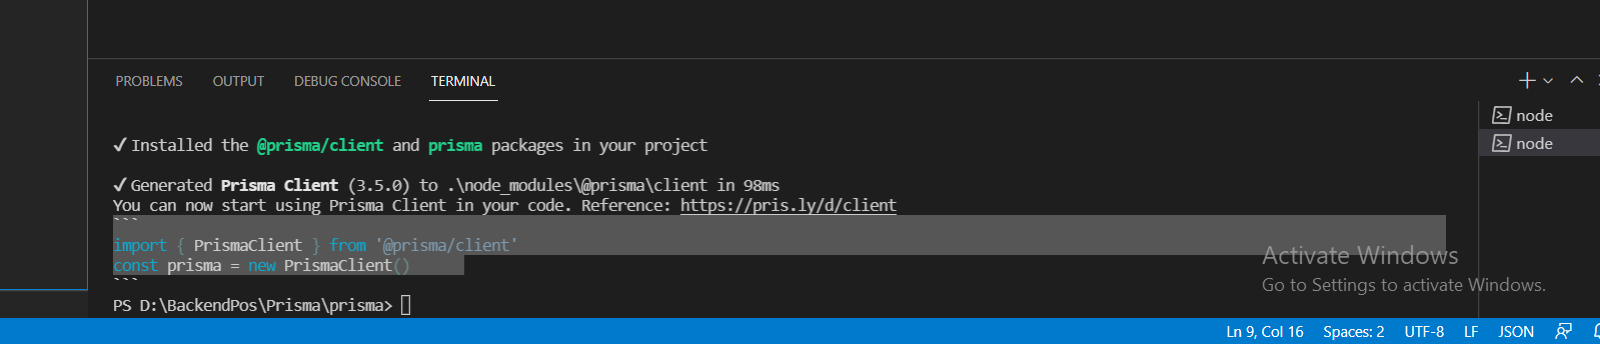 PROBLEMS OUTPUT DEBUG CONSOLE TERMINAL
node
node
✓ Installed the @prisma/client and prisma packages in your project
✓ Generated Prisma Client (3.5.0) to .\node_modules\@prisma\client in 98ms
You can now start using Prisma Client in your code. Reference: https://pris.ly/d/client
```
import { PrismaClient } from '@prisma/client'
const prisma = new PrismaClient()
```
PS D:\BackendPos\Prisma\prisma>
Activate Windows
Go to Settings to activate Windows.
Ln 9, Col 16 Spaces: 2 UTF-8 LF JSON